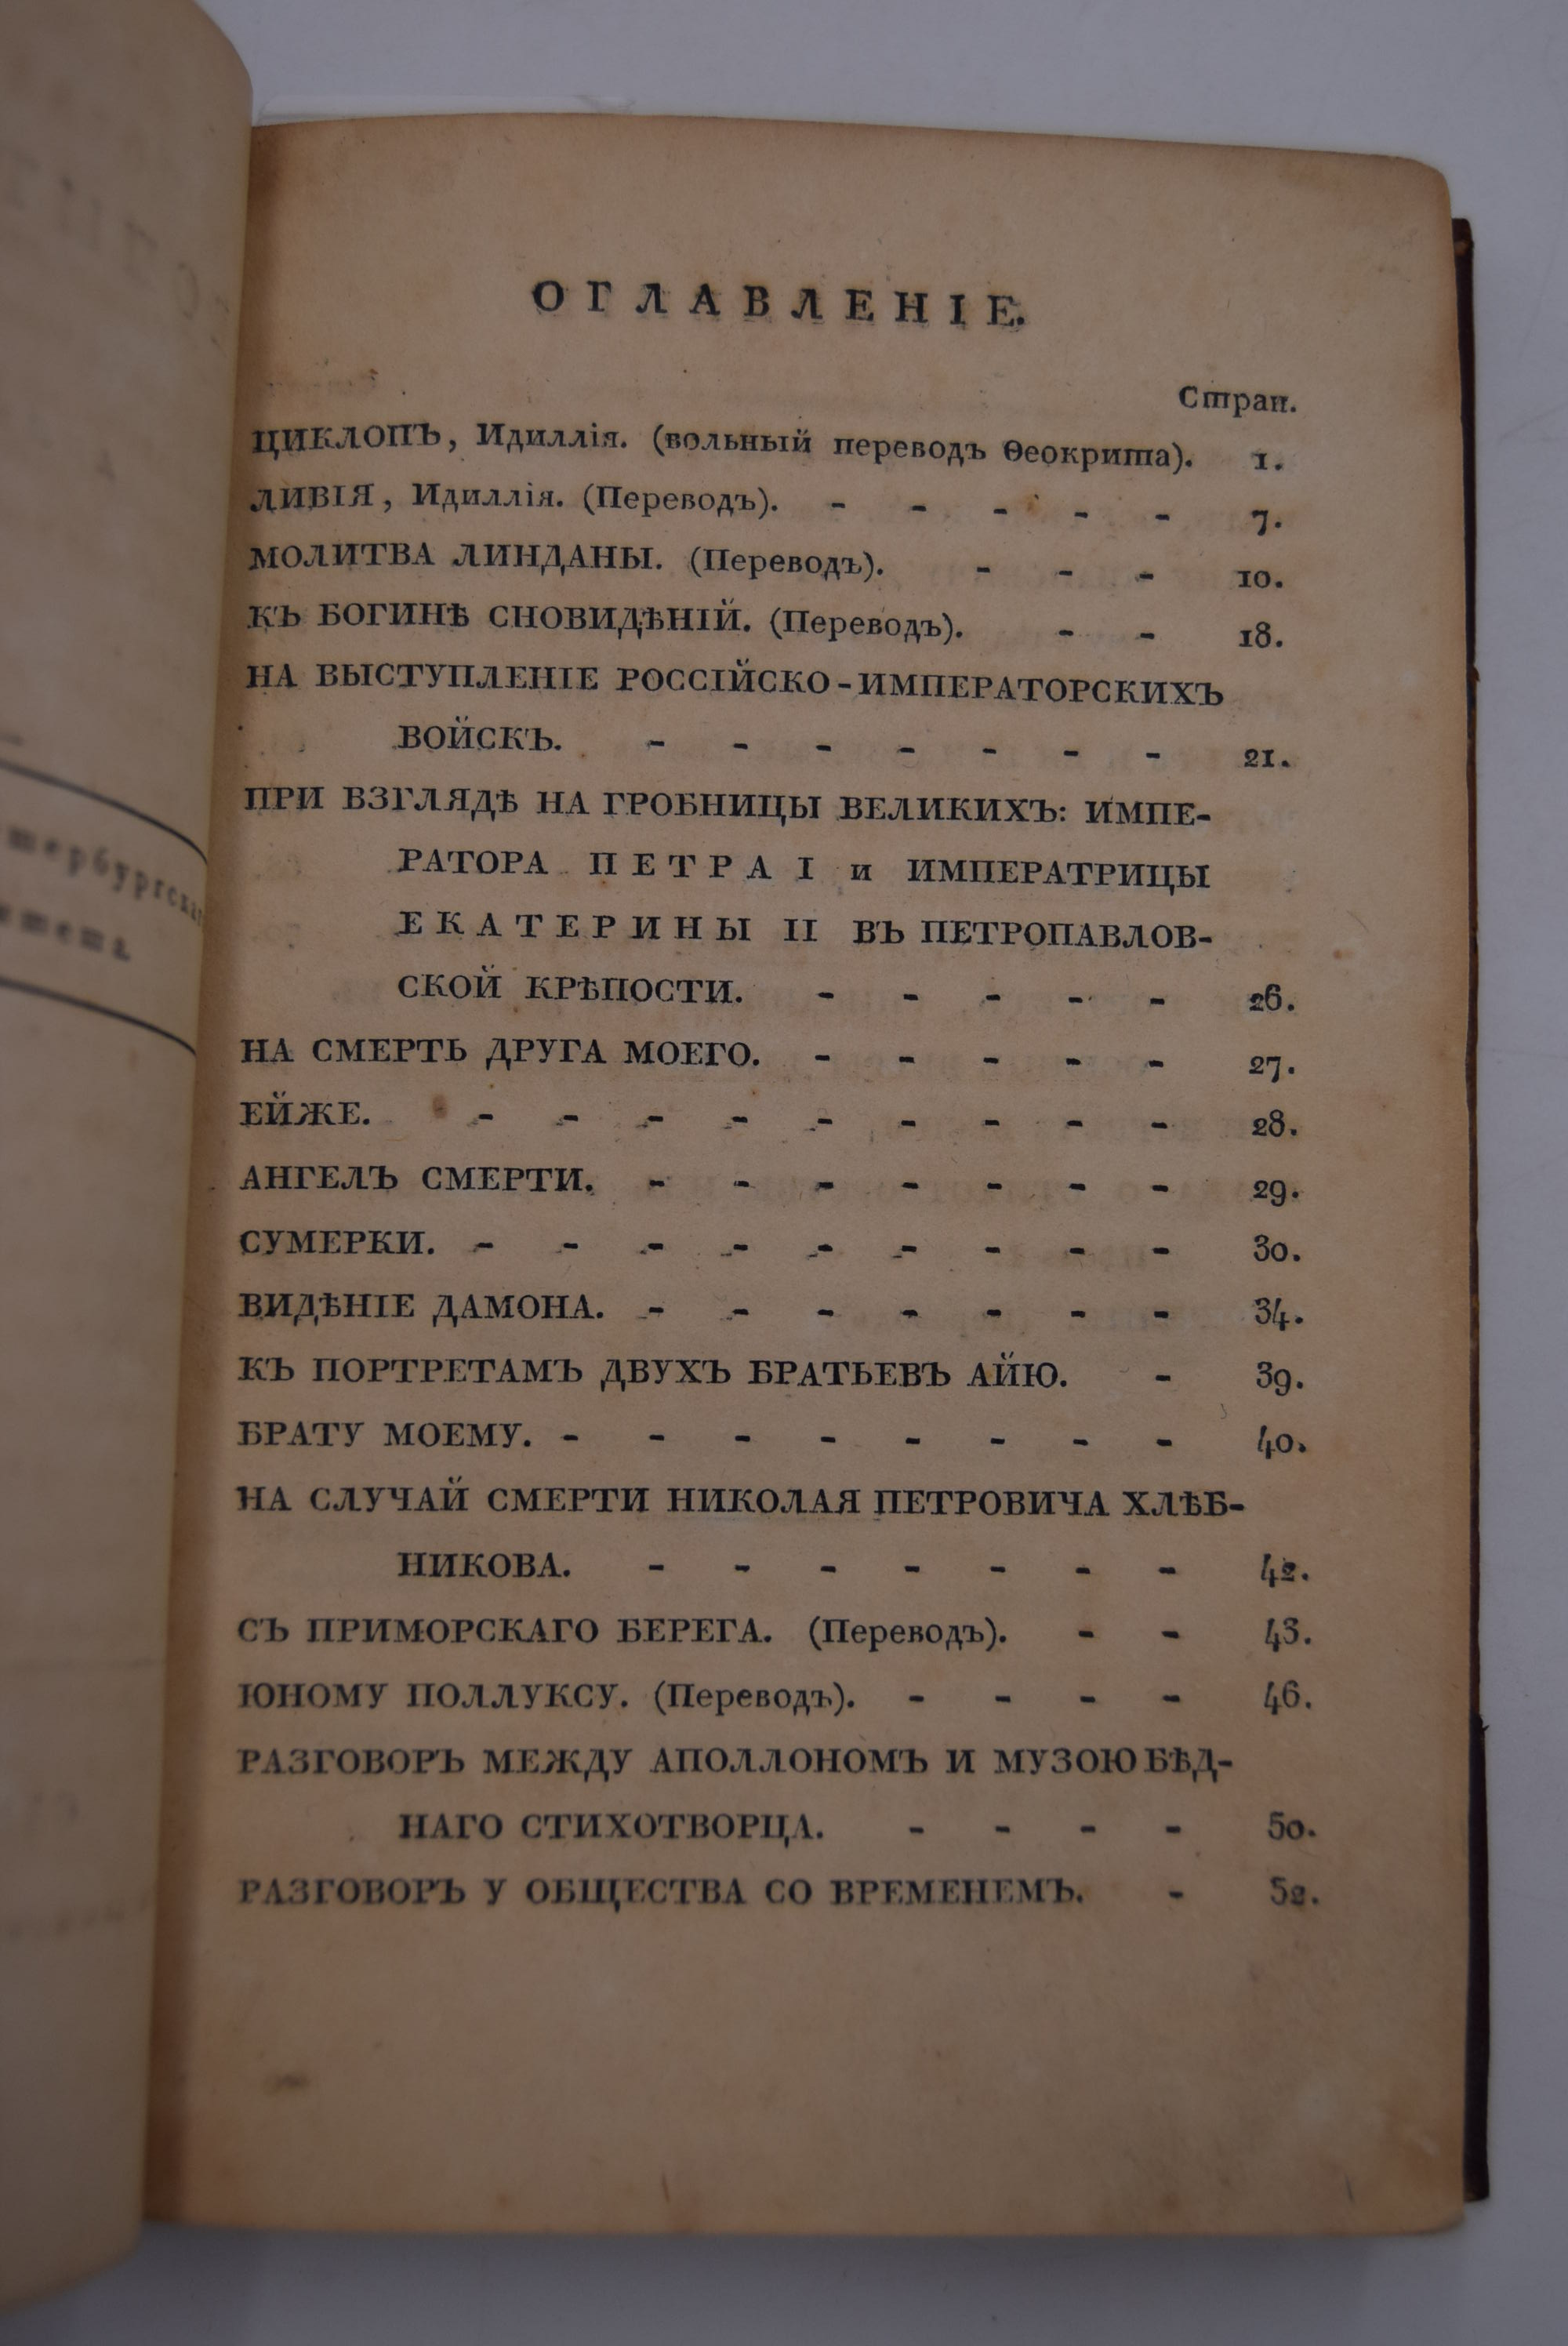 ОГЛАВЛЕНІЕ.
Стран.
ЦИКЛОПЪ, Идиллія. (вольный переводъ Ѳеокрита). 1.
ЛИВІЯ, Идиллія. (Переводъ). - - - - - 7.
МОЛИТВА ЛИНДАНЫ. (Переводъ). - - - 10.
КЪ БОГИНѢ СНОВИДѢНІЙ. (Переводъ). - - 18.
НА ВЫСТУПЛЕНІЕ РОССІЙСКО-ИМПЕРАТОРСКИХЪ
ВОЙСКЪ. - - - - - - - 21.
ПРИ ВЗГЛЯДѢ НА ГРОБНИЦЫ ВЕЛИКИХЪ: ИМПЕ-
РАТОРА ПЕТРА I и ИМПЕРАТРИЦЫ
ЕКАТЕРИНЫ II ВЪ ПЕТРОПАВЛОВ-
СКОЙ КРѢПОСТИ. - - - - - 26.
НА СМЕРТЬ ДРУГА МОЕГО. - - - - - 27.
ЕЙЖЕ. - - - - - - - - - 28.
АНГЕЛЪ СМЕРТИ. - - - - - - - 29.
СУМЕРКИ. - - - - - - - - - 30.
ВИДѢНІЕ ДАМОНА. - - - - - - - 34.
КЪ ПОРТРЕТАМЪ ДВУХЪ БРАТЬЕВЪ АЙЮ. - 39.
БРАТУ МОЕМУ. - - - - - - - - 40.
НА СЛУЧАЙ СМЕРТИ НИКОЛАЯ ПЕТРОВИЧА ХЛѢБ-
НИКОВА. - - - - - - - 42.
СЪ ПРИМОРСКАГО БЕРЕГА. (Переводъ). - - 43.
ЮНОМУ ПОЛЛУКСУ. (Переводъ). - - - - 46.
РАЗГОВОРЪ МЕЖДУ АПОЛЛОНОМЪ И МУЗОЮ БѢД-
НАГО СТИХОТВОРЦА. - - - - 50.
РАЗГОВОРЪ У ОБЩЕСТВА СО ВРЕМЕНЕМЪ. - 52.